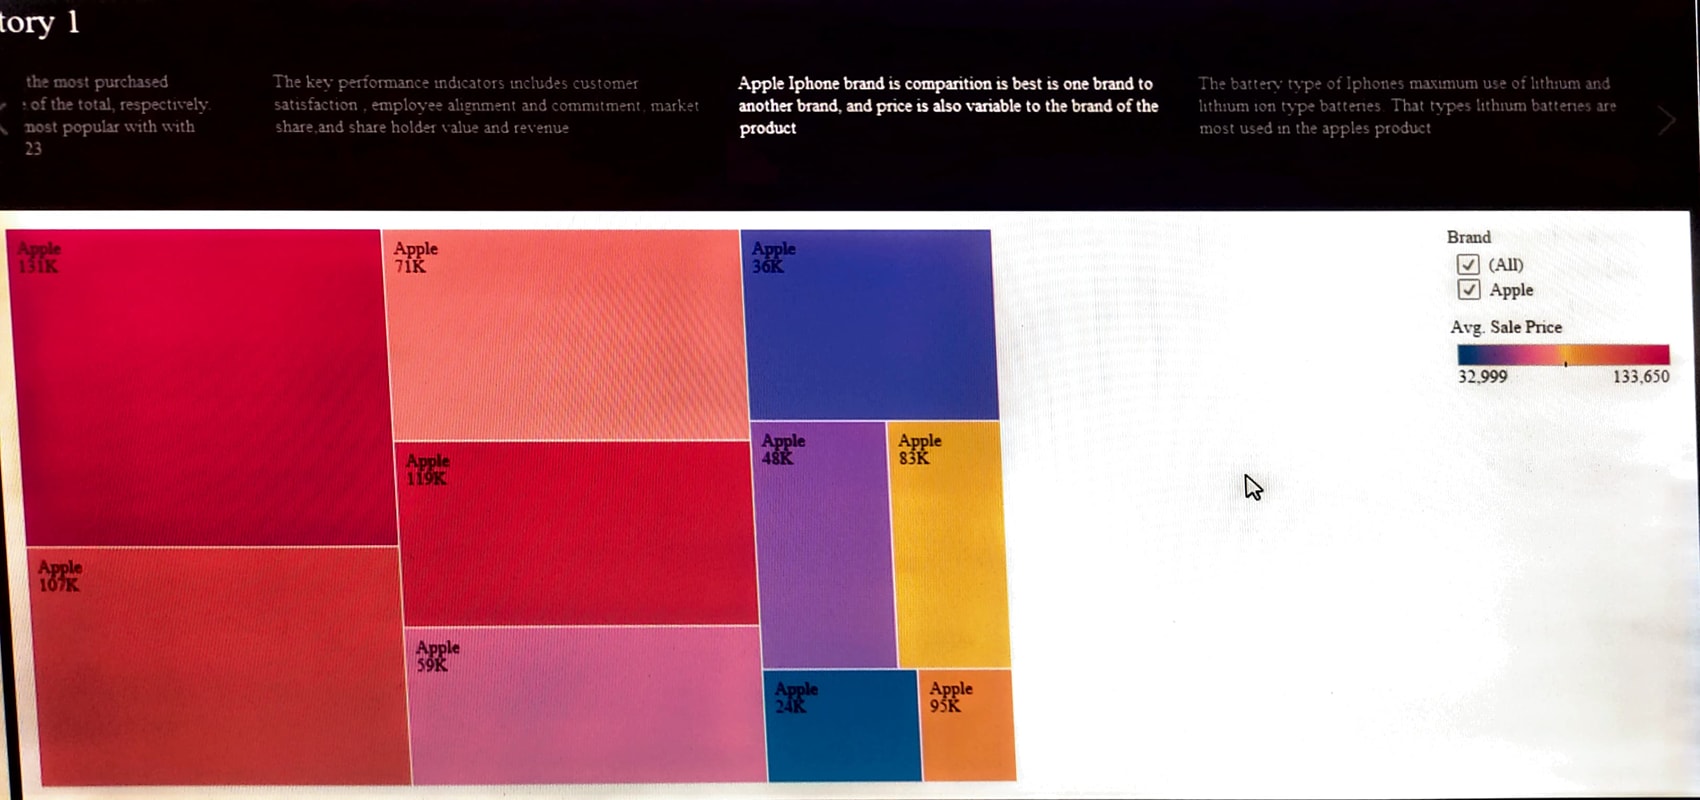 tory 1
the most purchased
of the total, respectively.
most popular with with
23
The key performance indicators includes customer
satisfaction , employee alignment and commitment, market
share,and share holder value and revenue
Apple Iphone brand is comparition is best is one brand to
another brand, and price is also variable to the brand of the
product
The battery type of Iphones maximum use of lithium and
lithium ion type batteries. That types lithium batteries are
most used in the apples product
Apple
131K
Apple
107K
Apple
71K
Apple
119K
Apple
59K
Apple
36K
Apple
48K
Apple
83K
Apple
24K
Apple
95K
Brand
(All)
Apple
Avg. Sale Price
32,999
133,650